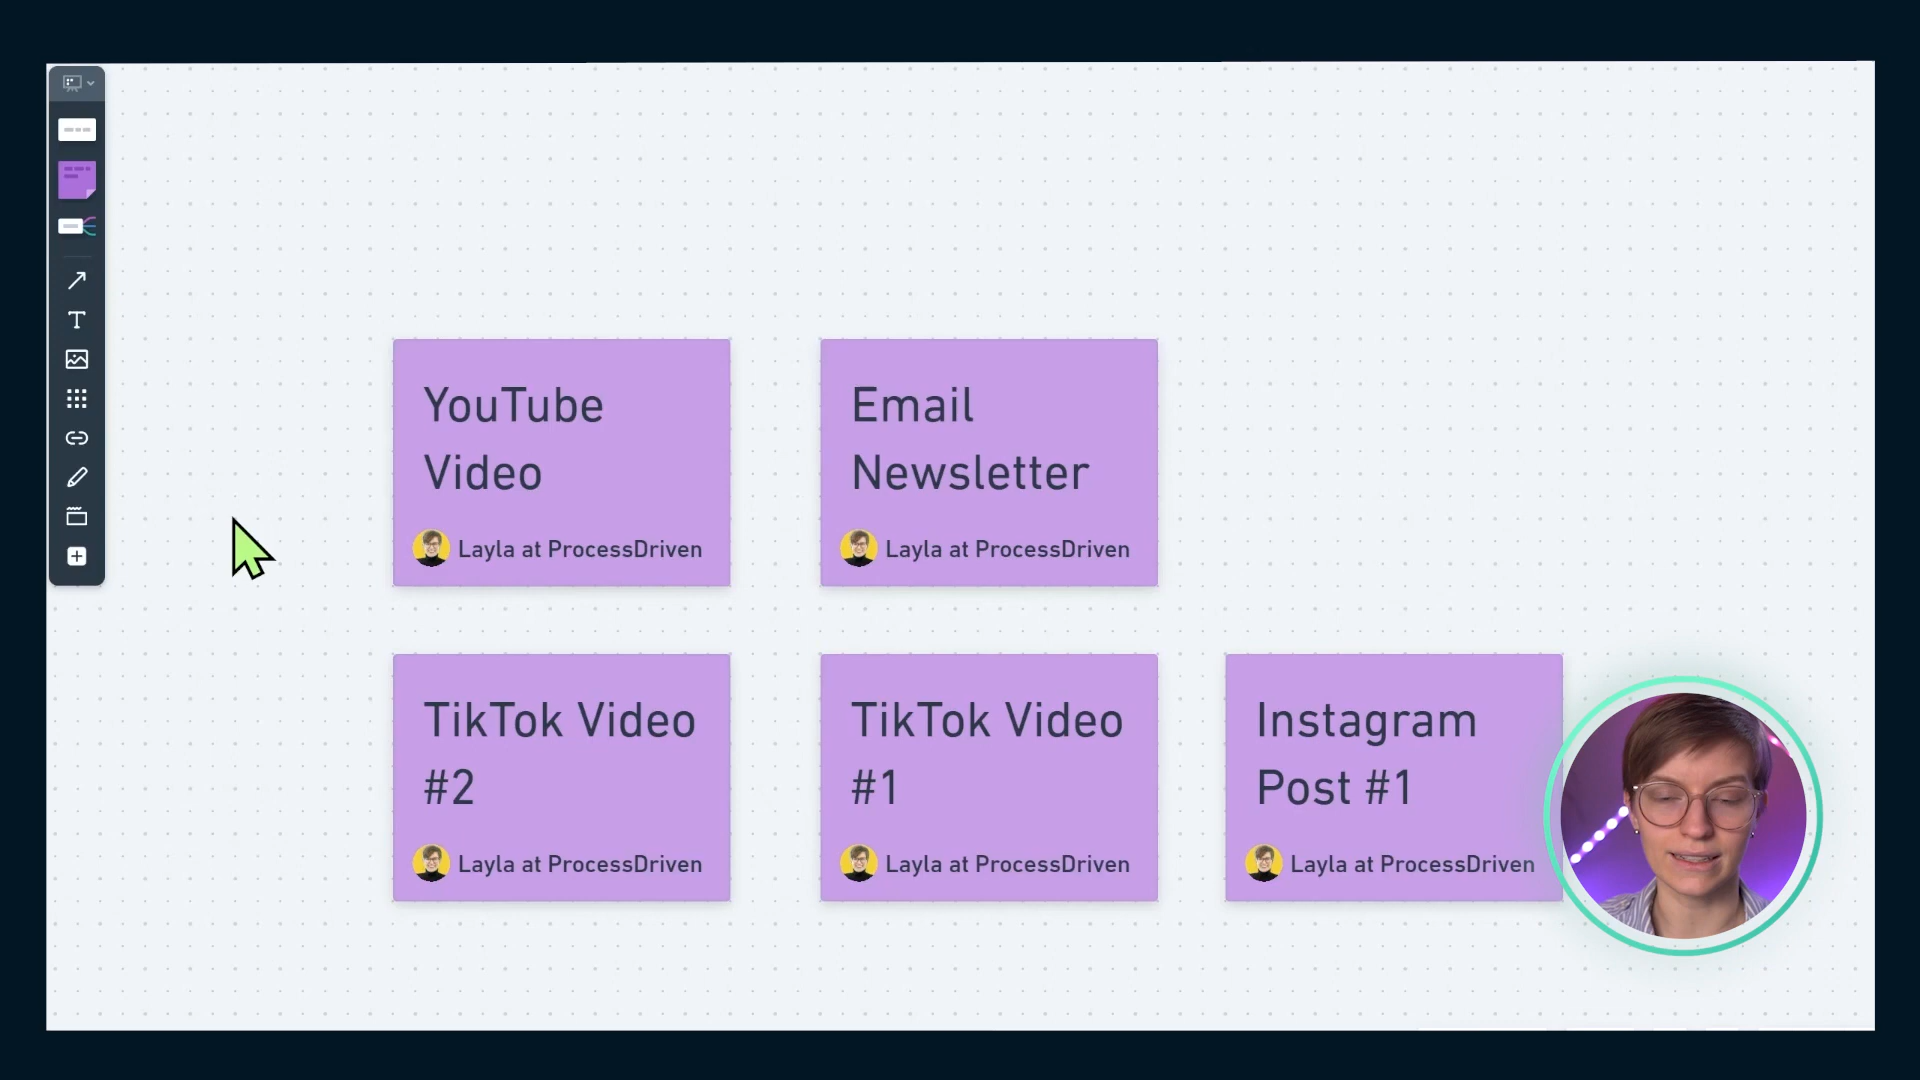 YouTube
Video
Layla at ProcessDriven
Email
Newsletter
Layla at ProcessDriven
TikTok Video
#2
Layla at ProcessDriven
TikTok Video
#1
Layla at ProcessDriven
Instagram
Post #1
Layla at ProcessDriven